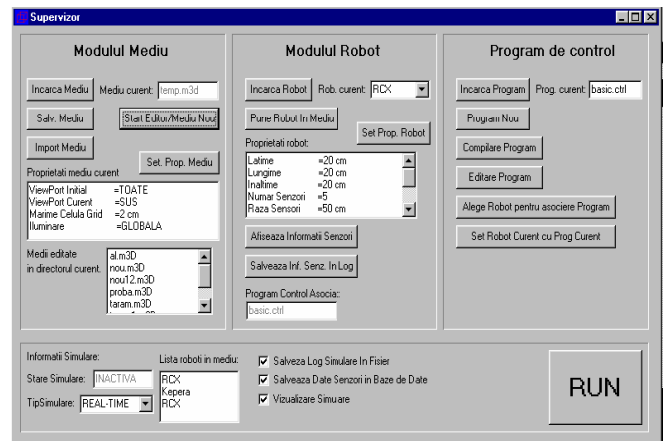 Supervizor
Modulul Mediu
Incarca Mediu
Mediu curent:
temp.m3d
Salv. Mediu
Start Editor/Mediu Nou
Import Mediu
Set. Prop. Mediu
Proprietati mediu curent
ViewPort Initial =TOATE
ViewPort Curent =SUS
Marime Celula Grid =2 cm
Iluminare =GLOBALA
Medii editate
in directorul curent.
al.m3D
nou.m3D
nou12.m3D
proba.m3D
taram.m3D
Modulul Robot
Incarca Robot
Rob. curent:
RCX
Pune Robot In Mediu
Set Prop. Robot
Proprietati robot:
Latime =20 cm
Lungime =20 cm
Inaltime =20 cm
Numar Senzori =5
Raza Sensori =50 cm
Afiseaza Informatii Senzori
Salveaza Inf. Senz. In Log
Program Control Asocia::
basic.ctrl
Program de control
Incarca Program
Prog. curent:
basic.ctrl
Program Nou
Compilare Program
Editare Program
Alege Robot pentru asociere Program
Set Robot Curent cu Prog Curent
Informatii Simulare:
Stare Simulare:
INACTIVA
TipSimulare:
REAL-TIME
Lista roboti in mediu:
RCX
Kepera
RCX
Salveza Log Simulare In Fisier
Salveaza Date Senzori in Baze de Date
Vizualizare Simuare
RUN